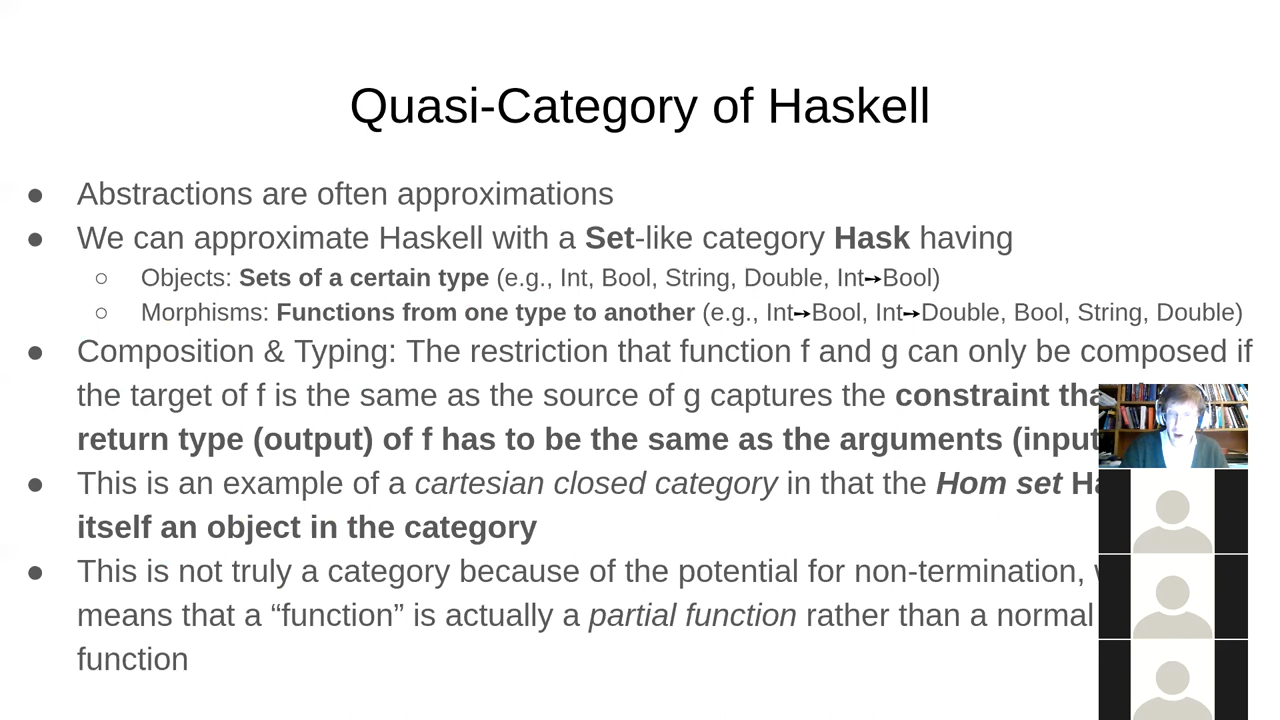 Quasi-Category of Haskell
● Abstractions are often approximations
● We can approximate Haskell with a Set-like category Hask having
○ Objects: Sets of a certain type (e.g., Int, Bool, String, Double, Int→Bool)
○ Morphisms: Functions from one type to another (e.g., Int→Bool, Int→Double, Bool, String, Double)
● Composition & Typing: The restriction that function f and g can only be composed if
the target of f is the same as the source of g captures the constraint
return type (output) of f has to be the same as the arguments (input
● This is an example of a cartesian closed category in that the Hom set
itself an object in the category
● This is not truly a category because of the potential for non-termination,
means that a “function” is actually a partial function rather than a normal
function